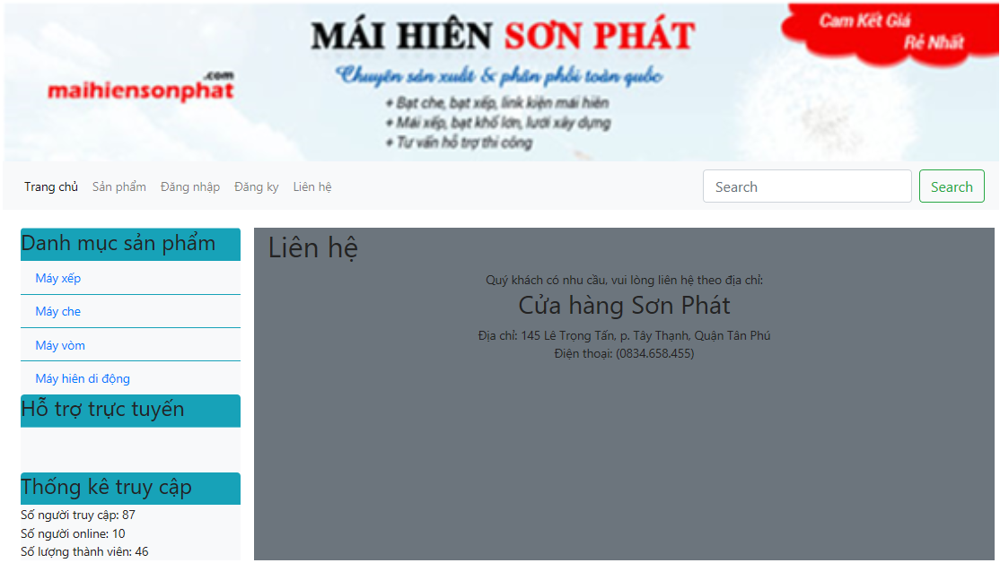 MÁI HIÊN SƠN PHÁT
Cam Kết Giá
Rẻ Nhất
.com
maihiensonphat
Chuyên sản xuất & phân phối toàn quốc
+ Bạt che, bạt xếp, link kiện mái hiên
+ Mái xếp, bạt khổ lớn, lưới xây dựng
+ Tư vấn hỗ trợ thi công
Trang chủ Sản phẩm Đăng nhập Đăng ky Liên hệ Search Search
Danh mục sản phẩm
Máy xếp
Máy che
Máy vòm
Máy hiên di động
Hỗ trợ trực tuyến
Thống kê truy cập
Số người truy cập: 87
Số người online: 10
Số lượng thành viên: 46
Liên hệ
Quý khách có nhu cầu, vui lòng liên hệ theo địa chỉ:
Cửa hàng Sơn Phát
Địa chỉ: 145 Lê Trọng Tấn, p. Tây Thạnh, Quận Tân Phú
Điện thoại: (0834.658.455)